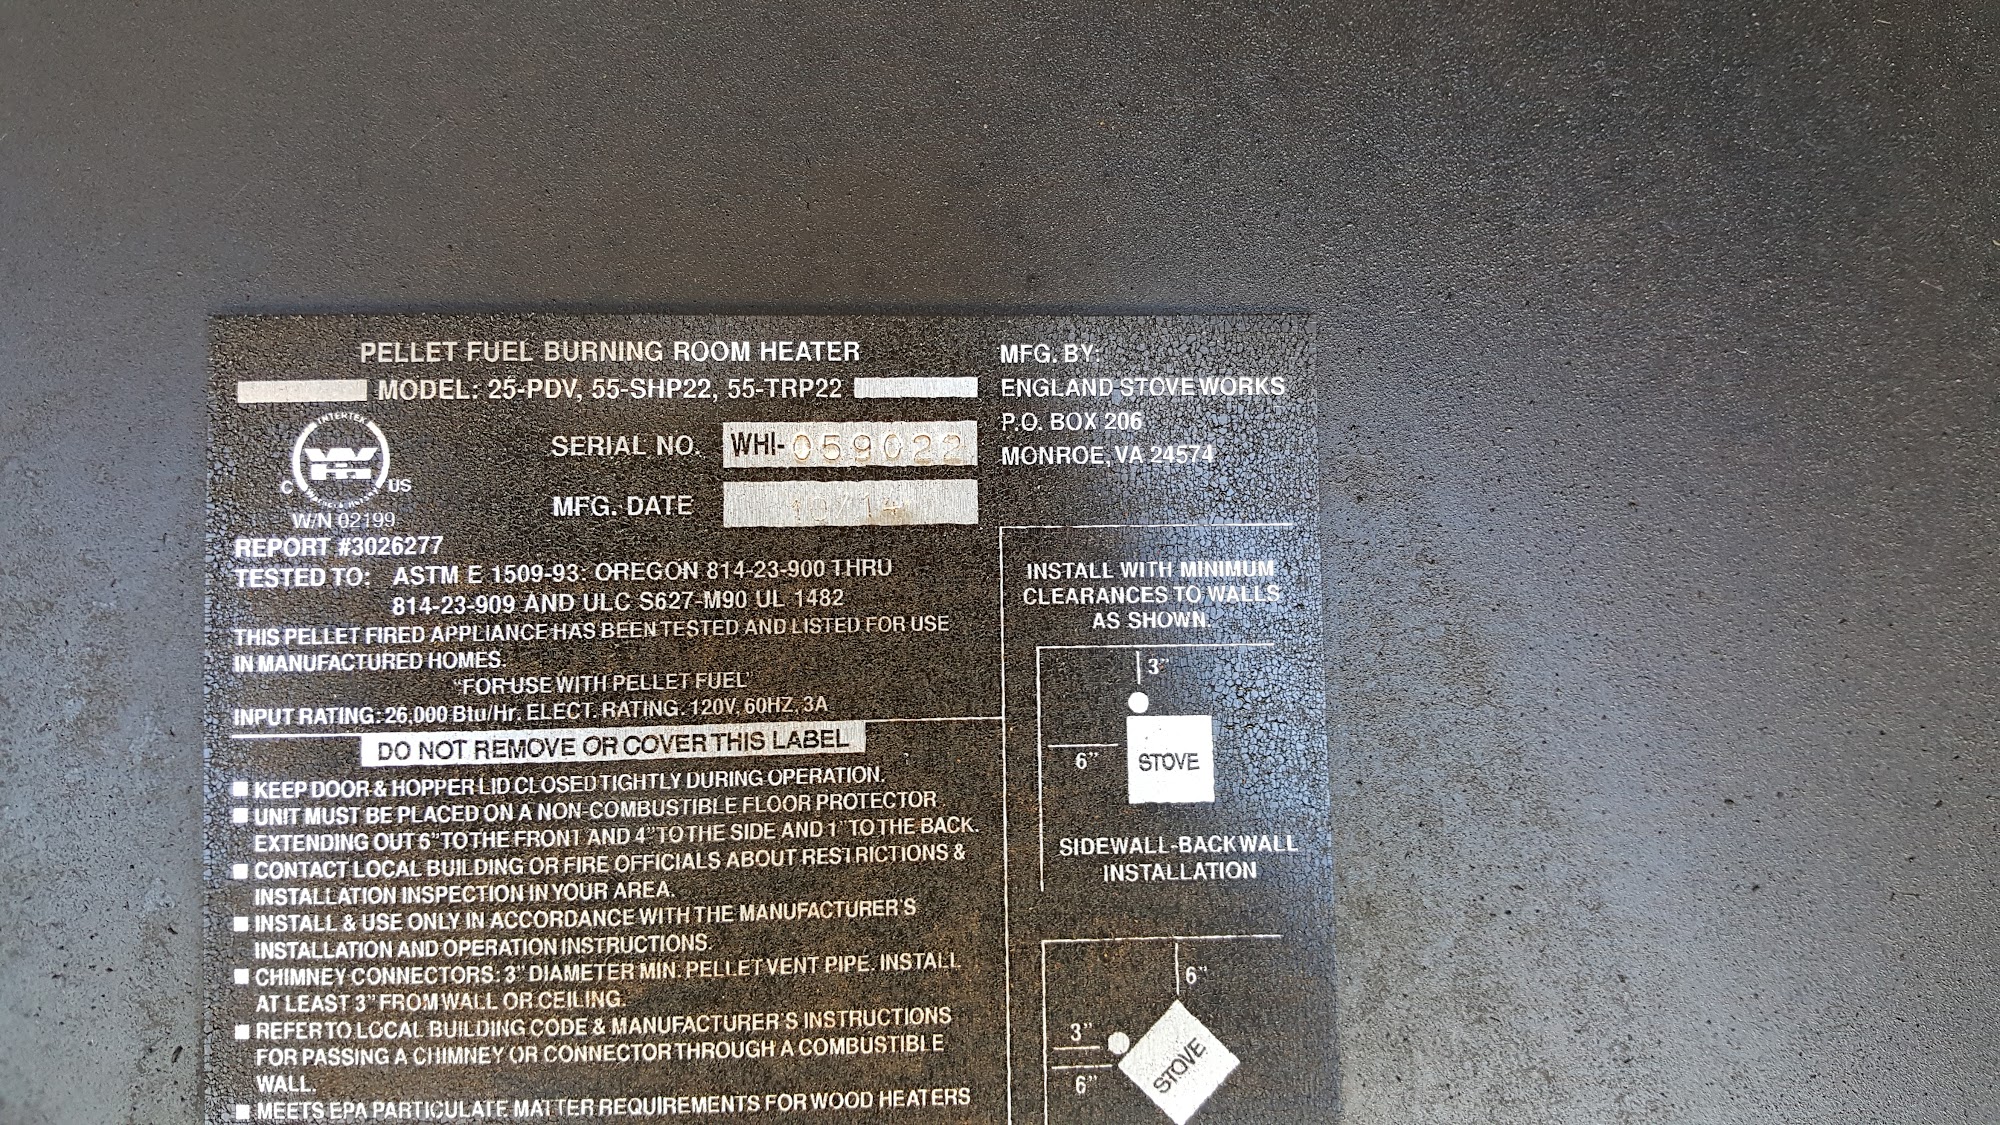 PELLET FUEL BURNING ROOM HEATER
MODEL: 25-PDV, 55-SHP22, 55-TRP22
INTERTEK
WH
C US
W/N 02199
SERIAL NO. WHI-059022
MFG. DATE 10/14
REPORT #3026277
TESTED TO: ASTM E 1509-93: OREGON 814-23-900 THRU
814-23-909 AND ULC S627-M90 UL 1482
THIS PELLET FIRED APPLIANCE HAS BEEN TESTED AND LISTED FOR USE
IN MANUFACTURED HOMES.
"FOR USE WITH PELLET FUEL"
INPUT RATING: 26,000 Btu/Hr. ELECT. RATING. 120V, 60HZ, 3A
DO NOT REMOVE OR COVER THIS LABEL
■ KEEP DOOR & HOPPER LID CLOSED TIGHTLY DURING OPERATION.
■ UNIT MUST BE PLACED ON A NON-COMBUSTIBLE FLOOR PROTECTOR
EXTENDING OUT 6" TO THE FRONT AND 4" TO THE SIDE AND 1" TO THE BACK.
■ CONTACT LOCAL BUILDING OR FIRE OFFICIALS ABOUT RESTRICTIONS &
INSTALLATION INSPECTION IN YOUR AREA.
■ INSTALL & USE ONLY IN ACCORDANCE WITH THE MANUFACTURER'S
INSTALLATION AND OPERATION INSTRUCTIONS.
■ CHIMNEY CONNECTORS: 3" DIAMETER MIN. PELLET VENT PIPE. INSTALL
AT LEAST 3" FROM WALL OR CEILING.
■ REFER TO LOCAL BUILDING CODE & MANUFACTURER'S INSTRUCTIONS
FOR PASSING A CHIMNEY OR CONNECTOR THROUGH A COMBUSTIBLE
WALL.
■ MEETS EPA PARTICULATE MATTER REQUIREMENTS FOR WOOD HEATERS
MFG. BY:
ENGLAND STOVE WORKS
P.O. BOX 206
MONROE, VA 24574
INSTALL WITH MINIMUM
CLEARANCES TO WALLS
AS SHOWN.
3"
6"
STOVE
SIDEWALL-BACKWALL
INSTALLATION
6"
3"
6"
STOVE